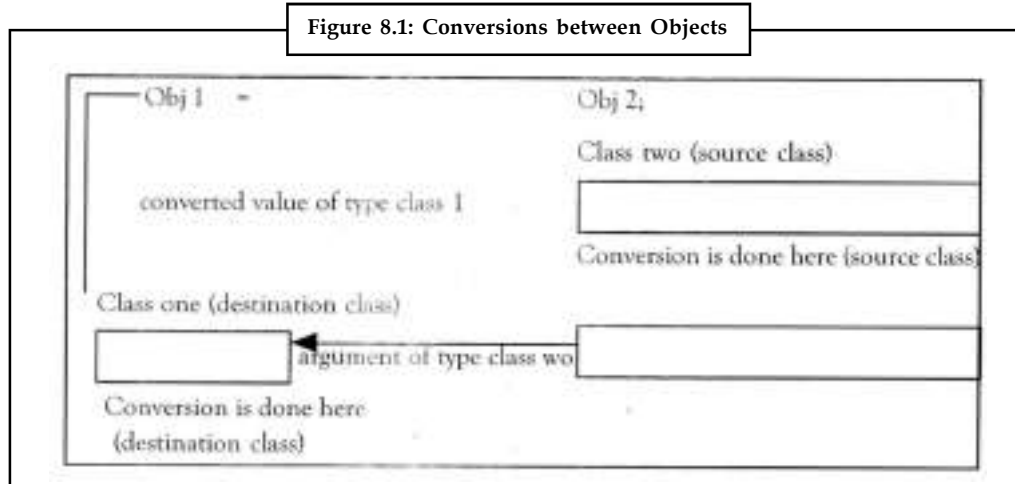 Figure 8.1: Conversions between Objects
Obj 1 = Obj 2;
Class two (source class)
converted value of type class 1
Conversion is done here (source class)
Class one (destination class)
argument of type class wo
Conversion is done here
(destination class)